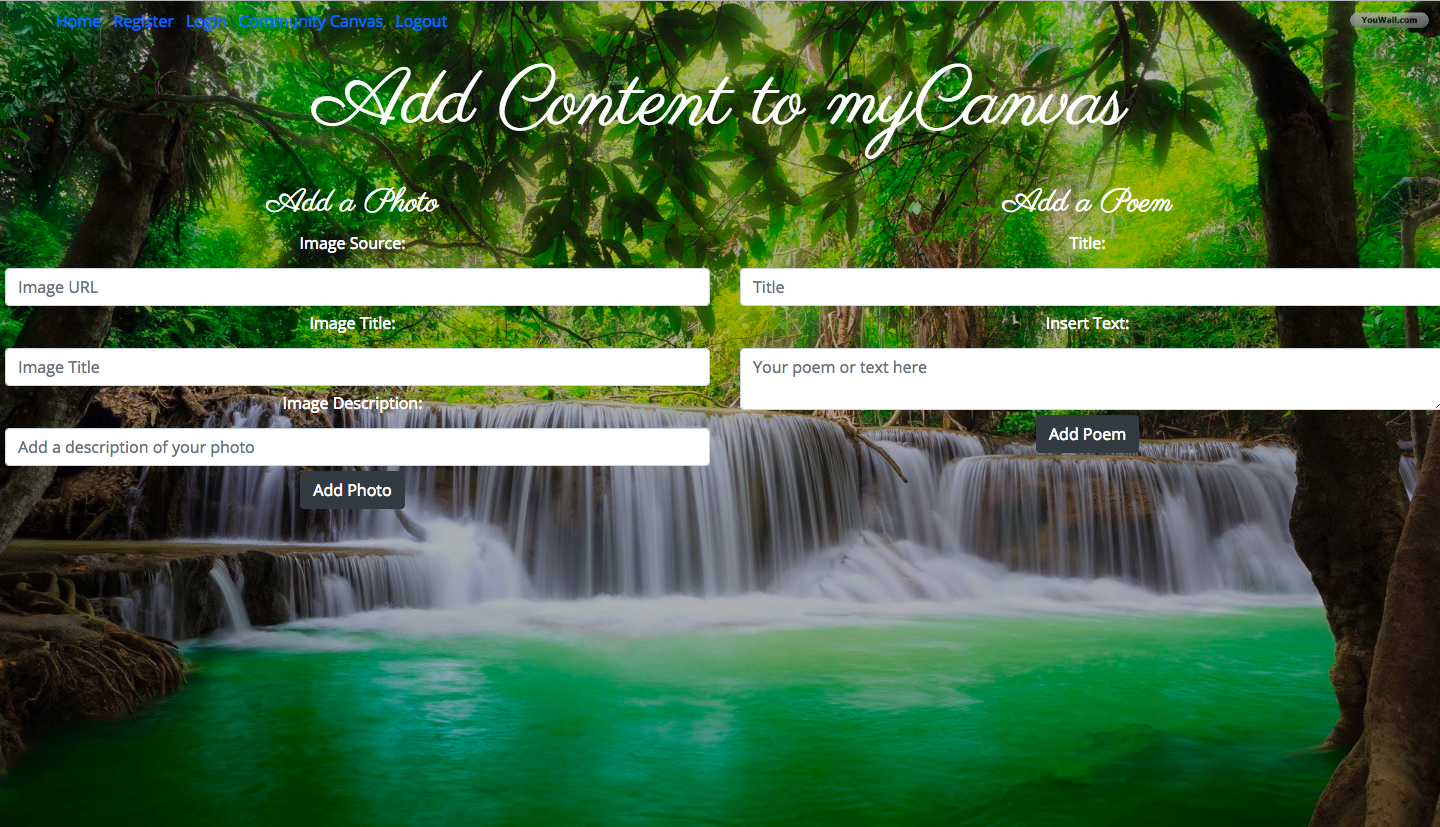 Home Register Login Community Canvas Logout
YouWall.com
Add Content to myCanvas
Add a Photo
Image Source:
Image URL
Image Title:
Image Title
Image Description:
Add a description of your photo
Add Photo
Add a Poem
Title:
Title
Insert Text:
Your poem or text here
Add Poem